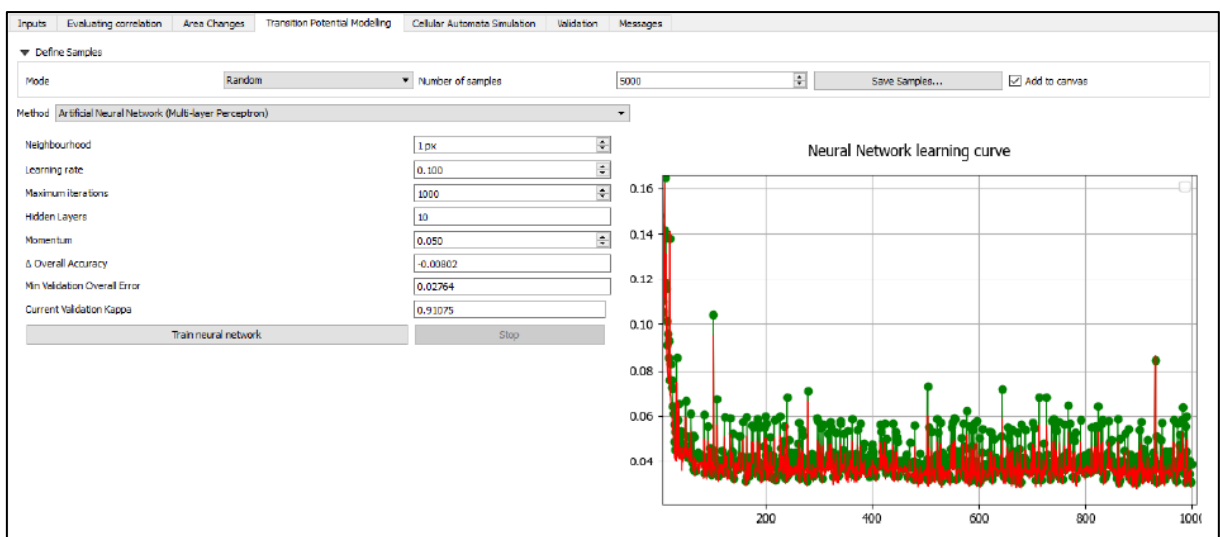 Inputs Evaluating correlation Area Changes Transition Potential Modelling Cellular Automata Simulation Validation Messages
Define Samples
Mode Random Number of samples 5000 Save Samples... Add to canvas
Method Artificial Neural Network (Multi-layer Perceptron)
Neighbourhood 1 px
Learning rate 0.100
Maximum iterations 1000
Hidden Layers 10
Momentum 0.050
Δ Overall Accuracy -0.00802
Min Validation Overall Error 0.02764
Current Validation Kappa 0.91075
Train neural network Stop
Neural Network learning curve
0.16
0.14
0.12
0.10
0.08
0.06
0.04
200 400 600 800 100